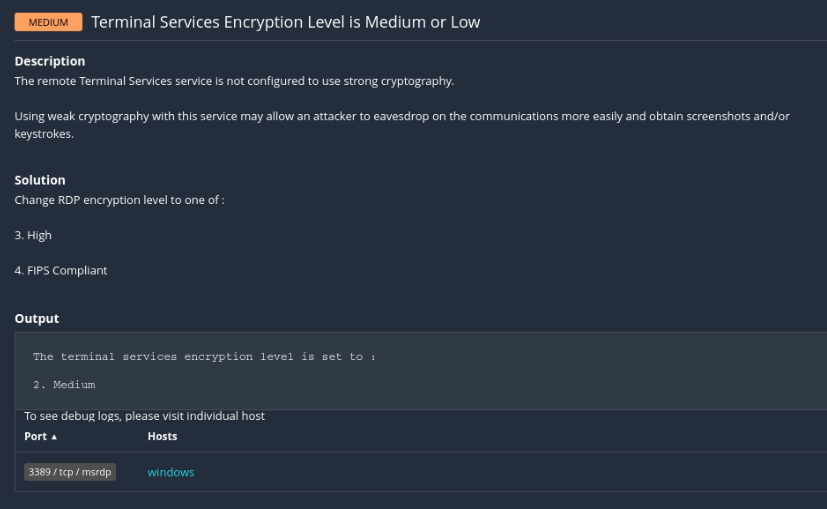 MEDIUM Terminal Services Encryption Level is Medium or Low
Description
The remote Terminal Services service is not configured to use strong cryptography.
Using weak cryptography with this service may allow an attacker to eavesdrop on the communications more easily and obtain screenshots and/or
keystrokes.
Solution
Change RDP encryption level to one of :
3. High
4. FIPS Compliant
Output
The terminal services encryption level is set to :
2. Medium
To see debug logs, please visit individual host
Port ▲ Hosts
3389 / tcp / msrdp windows